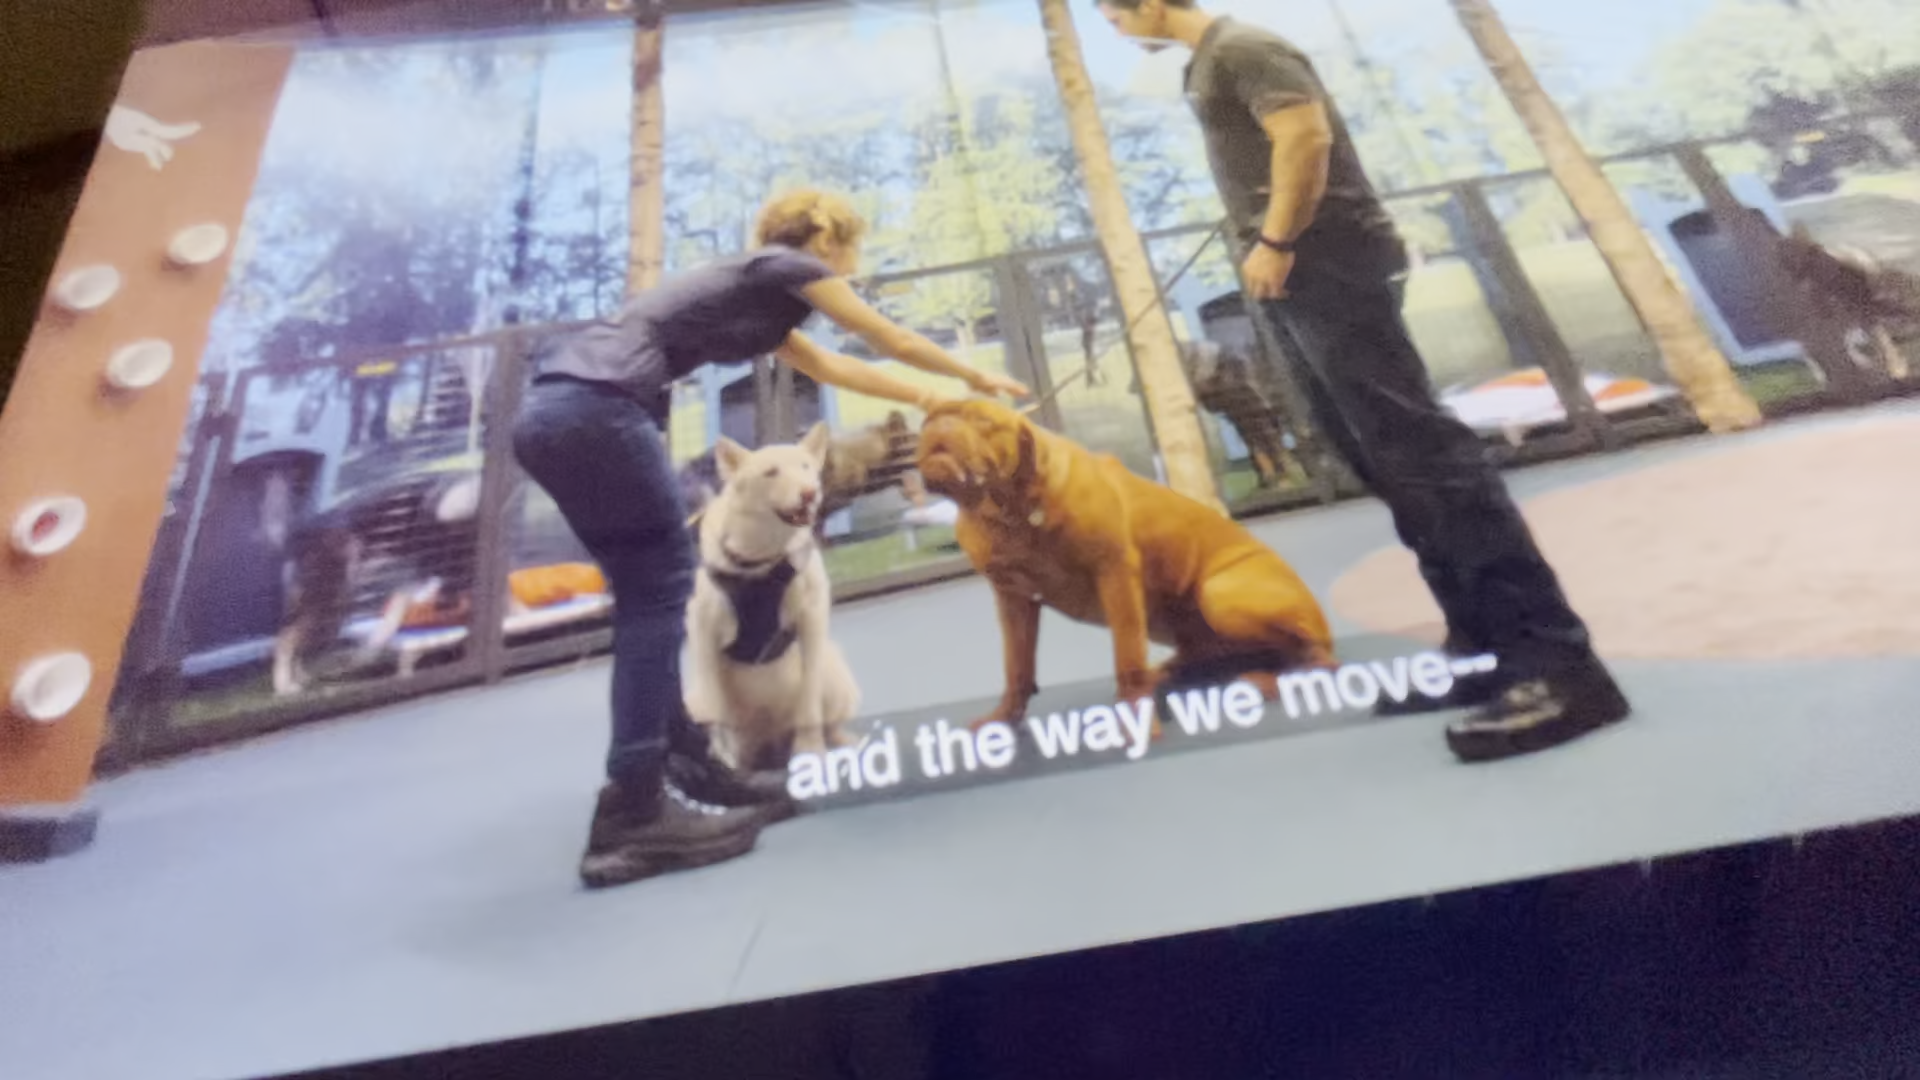 and the way we move--